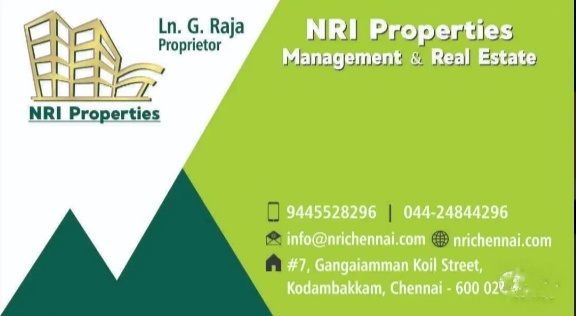 Ln. G. Raja
Proprietor
NRI Properties
NRI Properties
Management & Real Estate
9445528296 | 044-24844296
info@nrichennai.com nrichennai.com
#7, Gangaiamman Koil Street,
Kodambakkam, Chennai - 600